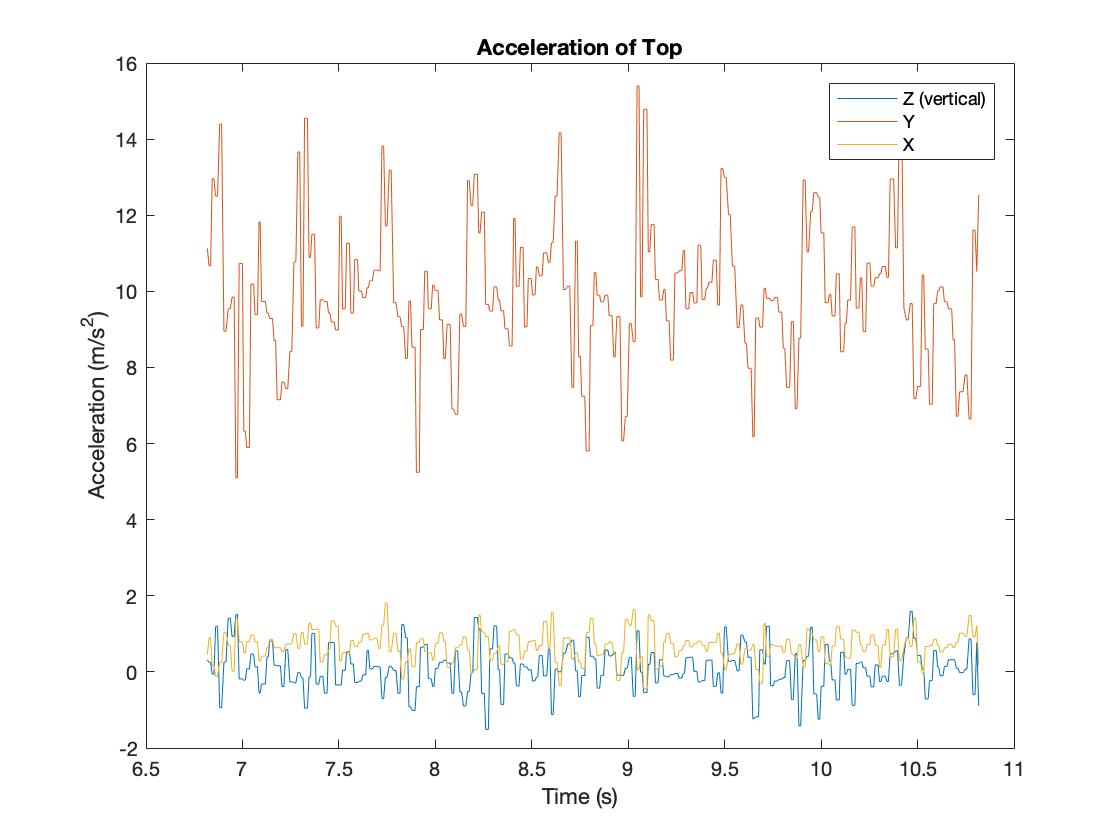 Acceleration of Top
Z (vertical)
Y
X
16
14
12
10
8
6
4
2
0
-2
Acceleration (m/s²)
6.5 7 7.5 8 8.5 9 9.5 10 10.5 11
Time (s)